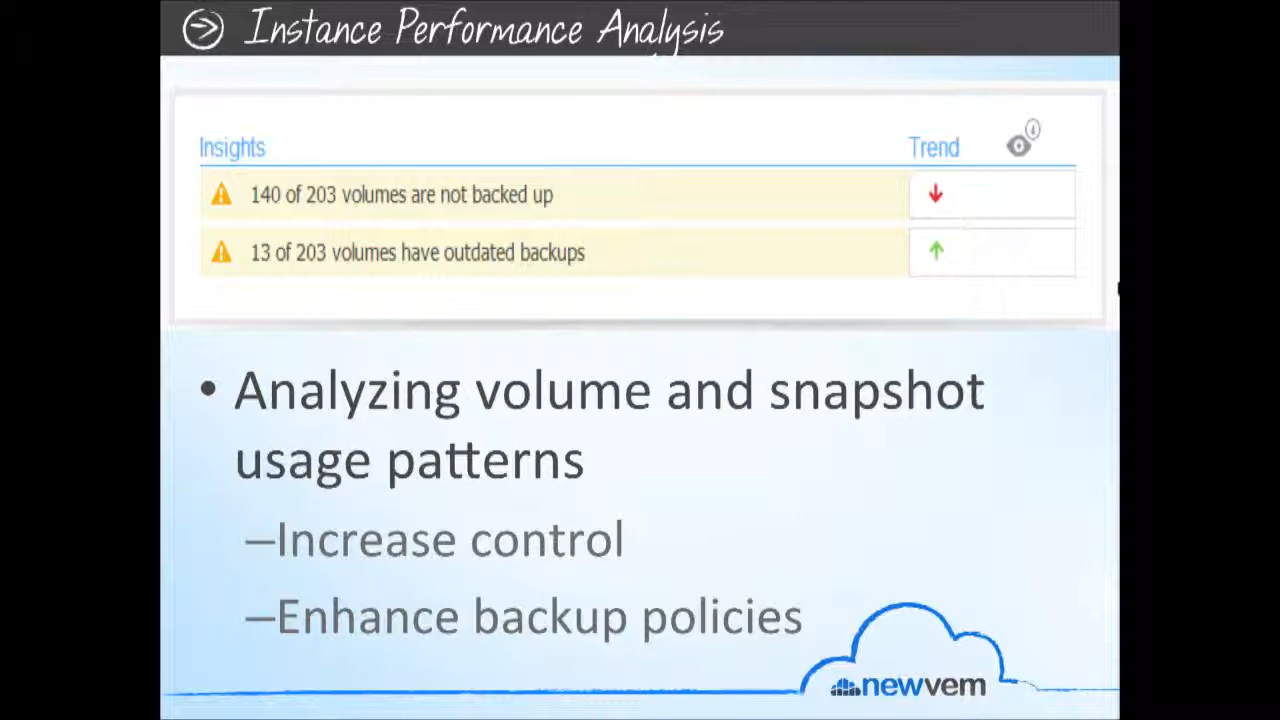 Instance Performance Analysis
Insights
Trend
140 of 203 volumes are not backed up
13 of 203 volumes have outdated backups
• Analyzing volume and snapshot
usage patterns
–Increase control
–Enhance backup policies
newvem